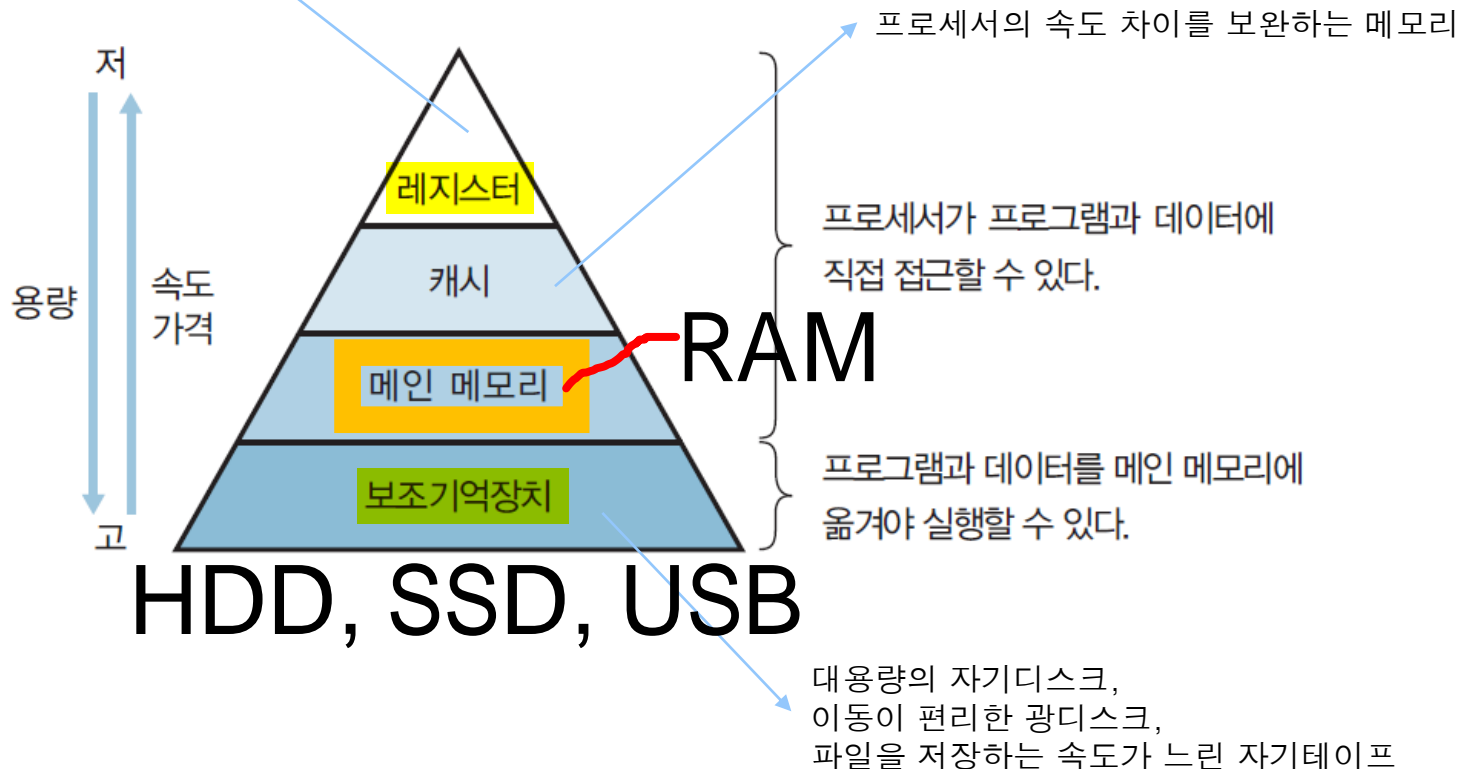 프로세서의 속도 차이를 보완하는 메모리
저
레지스터
프로세서가 프로그램과 데이터에
직접 접근할 수 있다.
캐시
용량
속도
가격
RAM
메인 메모리
프로그램과 데이터를 메인 메모리에
옮겨야 실행할 수 있다.
보조기억장치
고
HDD, SSD, USB
대용량의 자기디스크,
이동이 편리한 광디스크,
파일을 저장하는 속도가 느린 자기테이프